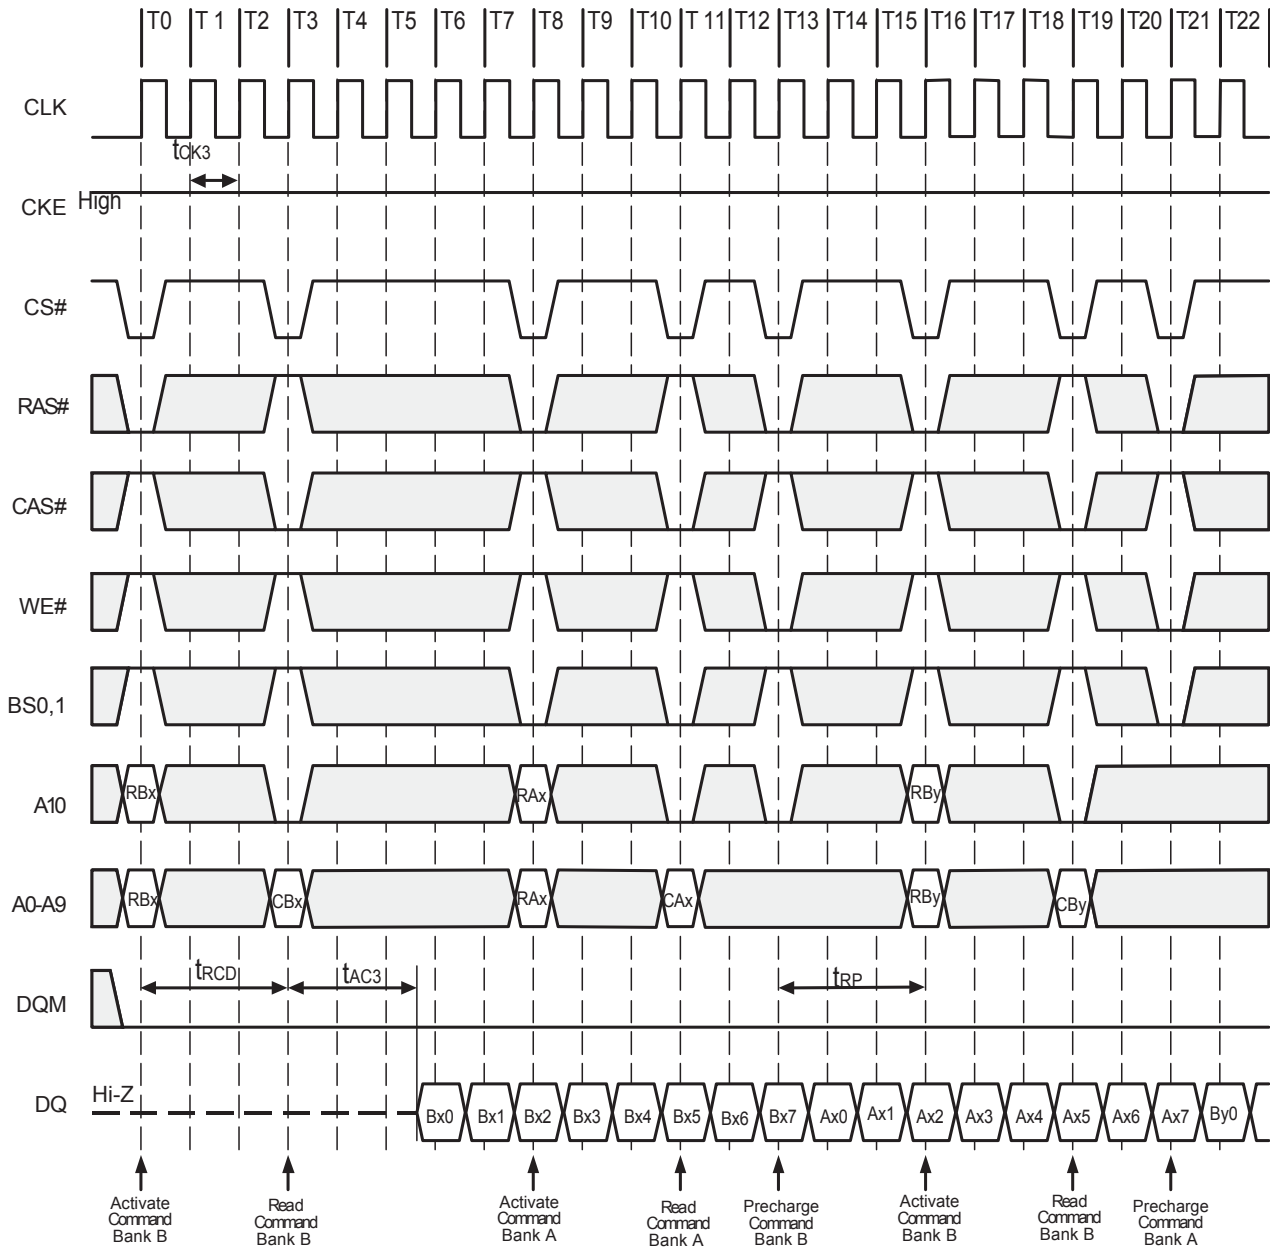 T0 T 1 T2 T3 T4 T5 T6 T7 T8 T9 T10 T 11 T12 T13 T14 T15 T16 T17 T18 T19 T20 T21 T22
CLK
tCK3
CKE High
CS#
RAS#
CAS#
WE#
BS0,1
A10 RBx RAx RBy
A0-A9 RBx CBx RAx CAx RBy CBy
tRCD tAC3 tRP
DQM
Hi-Z
DQ Bx0 Bx1 Bx2 Bx3 Bx4 Bx5 Bx6 Bx7 Ax0 Ax1 Ax2 Ax3 Ax4 Ax5 Ax6 Ax7 By0
Activate Read Activate Read Precharge Activate Read Precharge
Command Command Command Command Command Command Command Command
Bank B Bank B Bank A Bank A Bank B Bank B Bank B Bank A